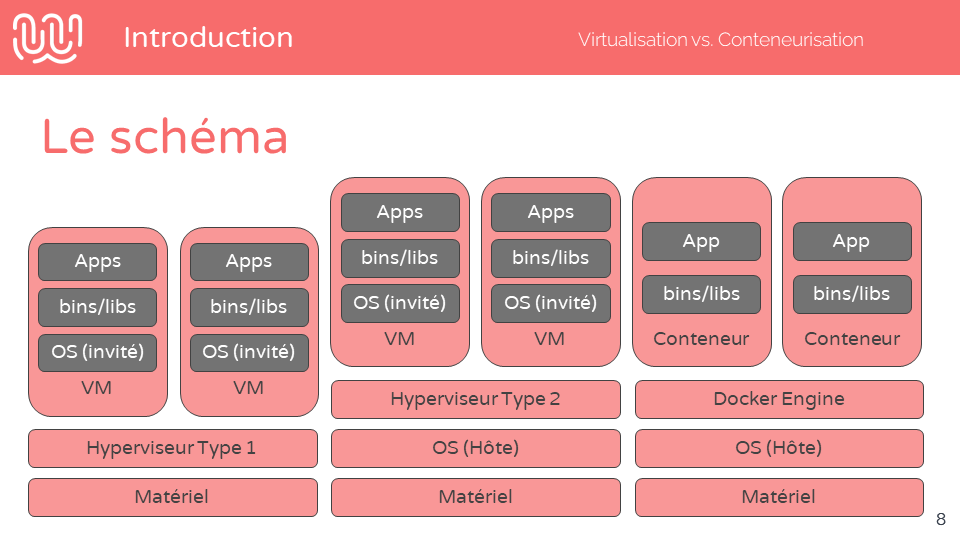 Introduction
Virtualisation vs. Conteneurisation
Le schéma
Apps
bins/libs
OS (invité)
VM
Apps
bins/libs
OS (invité)
VM
Hyperviseur Type 1
Matériel
Apps
bins/libs
OS (invité)
VM
Apps
bins/libs
OS (invité)
VM
Hyperviseur Type 2
OS (Hôte)
Matériel
App
bins/libs
Conteneur
App
bins/libs
Conteneur
Docker Engine
OS (Hôte)
Matériel
8